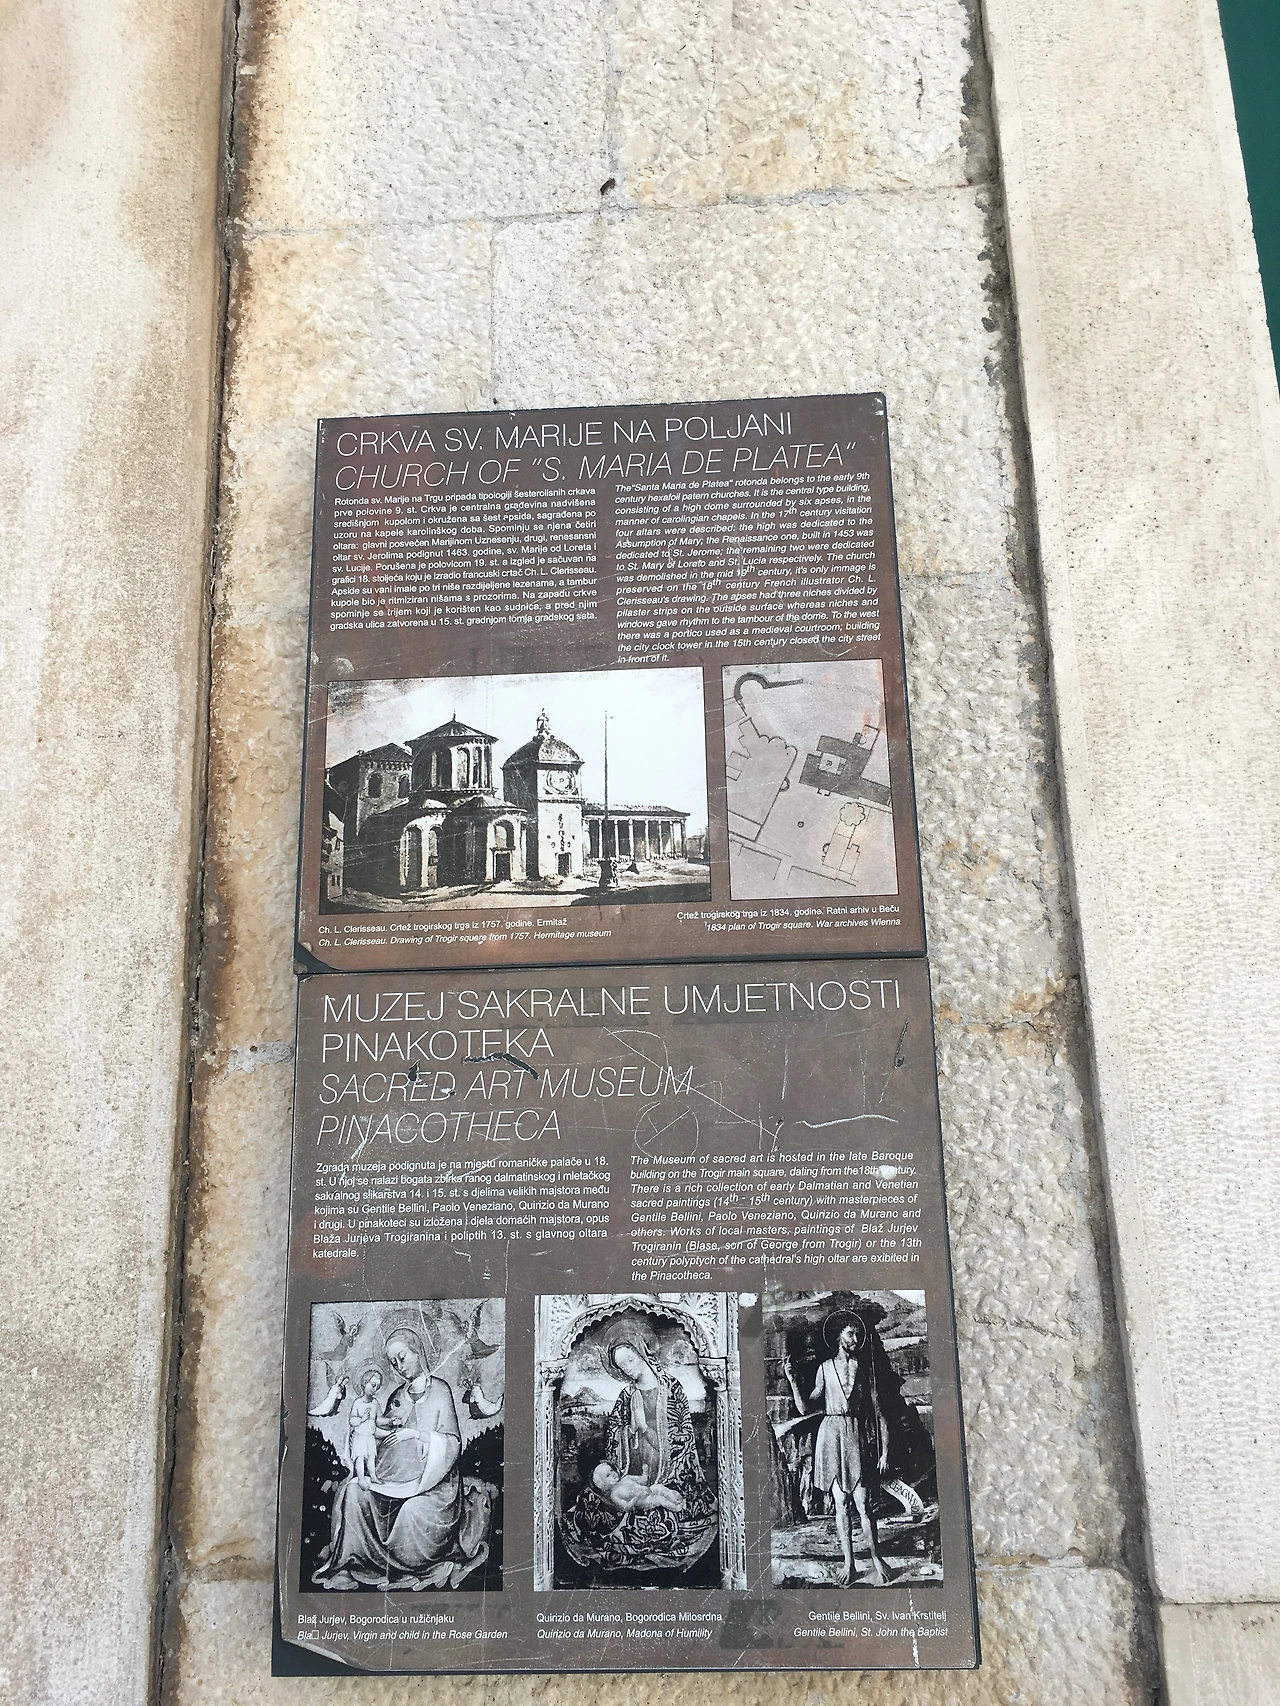 CRKVA SV. MARIJE NA POLJANI
CHURCH OF "S. MARIA DE PLATEA"
Rotonda sv. Marije na Trgu pripada tipologiji šesterolisnih crkava
prve polovine 9. st. Crkva je centralna građevina nadvišena
središnjom kupolom i okružena sa šest apsida, sagrađena po
uzoru na kapele karolinškog doba. Spominju se njena četiri
oltara: glavni posvećen Marijinom Uznesenju, drugi, renesansni
oltar sv. Jerolima podignut 1463. godine, sv. Marije od Loreta i
sv. Lucije. Porušena je polovicom 19. st. a izgled je sačuvan na
grafici 18. stoljeća koju je izradio francuski crtač Ch. L. Clerisseau.
Apside su vani imale po tri niše razdijeljene lezenama, a tambur
kupole bio je ritmiziran nišama s prozorima. Na zapadu crkve
spominje se trijem koji je korišten kao sudnica, a pred njim
gradska ulica zatvorena u 15. st. gradnjom tornja gradskog sata.
The"Santa Maria de Platea" rotonda belongs to the early 9th
century hexafoil patern churches. It is the central type building,
consisting of a high dome surrounded by six apses, in the
manner of carolingian chapels. In the 17th century visitation
four altars were described: the high was dedicated to the
Assumption of Mary; the Renaissance one, built in 1453 was
dedicated to St. Jerome; the remaining two were dedicated
to St. Mary of Loreto and St. Lucia respectively. The church
was demolished in the mid 19th century, it's only immage is
preserved on the 18th century French illustrator Ch. L.
Clerisseau's drawing. The apses had three niches divided by
pilaster strips on the outside surface whereas niches and
windows gave rhythm to the tambour of the dome. To the west
there was a portico used as a medieval courtroom; building
the city clock tower in the 15th century closed the city street
in front of it.
Ch. L. Clerisseau. Crtež trogirskog trga iz 1757. godine. Ermitaž
Ch. L. Clerisseau. Drawing of Trogir square from 1757. Hermitage museum
Crtež trogirskog trga iz 1834. godine. Ratni arhiv u Beču
1834 plan of Trogir square. War archives Wienna
MUZEJ SAKRALNE UMJETNOSTI
PINAKOTEKA
SACRED ART MUSEUM
PINACOTHECA
Zgrada muzeja podignuta je na mjestu romaničke palače u 18.
st. U njoj se nalazi bogata zbirka ranog dalmatinskog i mletačkog
sakralnog slikarstva 14. i 15. st. s djelima velikih majstora među
kojima su Gentile Bellini, Paolo Veneziano, Quirizio da Murano
i drugi. U pinakoteci su izložena i djela domaćih majstora, opus
Blaža Jurjeva Trogiranina i poliptih 13. st. s glavnog oltara
katedrale.
The Museum of sacred art is hosted in the late Baroque
building on the Trogir main square, dating from the18th century.
There is a rich collection of early Dalmatian and Venetian
sacred paintings (14th - 15th century) with masterpieces of
Gentile Bellini, Paolo Veneziano, Quirizio da Murano and
others. Works of local masters, paintings of Blaž Jurjev
Trogiranin (Blase, son of George from Trogir) or the 13th
century polyptych of the cathedral's high oltar are exibited in
the Pinacotheca.
Blaž Jurjev, Bogorodica u ružičnjaku
Bla□ Jurjev, Virgin and child in the Rose Garden
Quirizio da Murano, Bogorodica Milosrdna
Quirizio da Murano, Madona of Humility
Gentile Bellini, Sv. Ivan Krstitelj
Gentile Bellini, St. John the Baptist